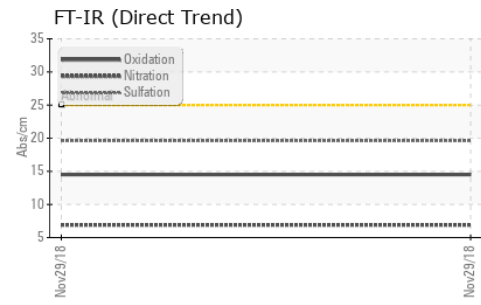 FT-IR (Direct Trend)
35
30
25
20
15
10
5
Abs/cm
Oxidation
Nitration
Sulfation
Abnormal
Nov29/18
Nov29/18